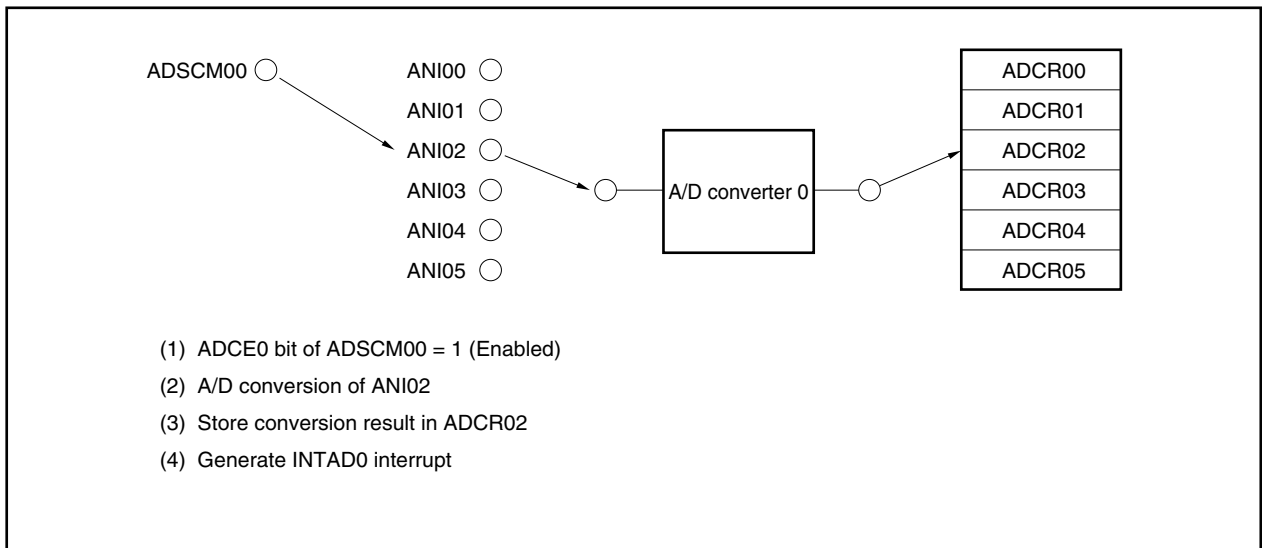 ADSCM00
ANI00
ANI01
ANI02
ANI03
ANI04
ANI05
A/D converter 0
ADCR00
ADCR01
ADCR02
ADCR03
ADCR04
ADCR05
(1) ADCE0 bit of ADSCM00 = 1 (Enabled)
(2) A/D conversion of ANI02
(3) Store conversion result in ADCR02
(4) Generate INTAD0 interrupt